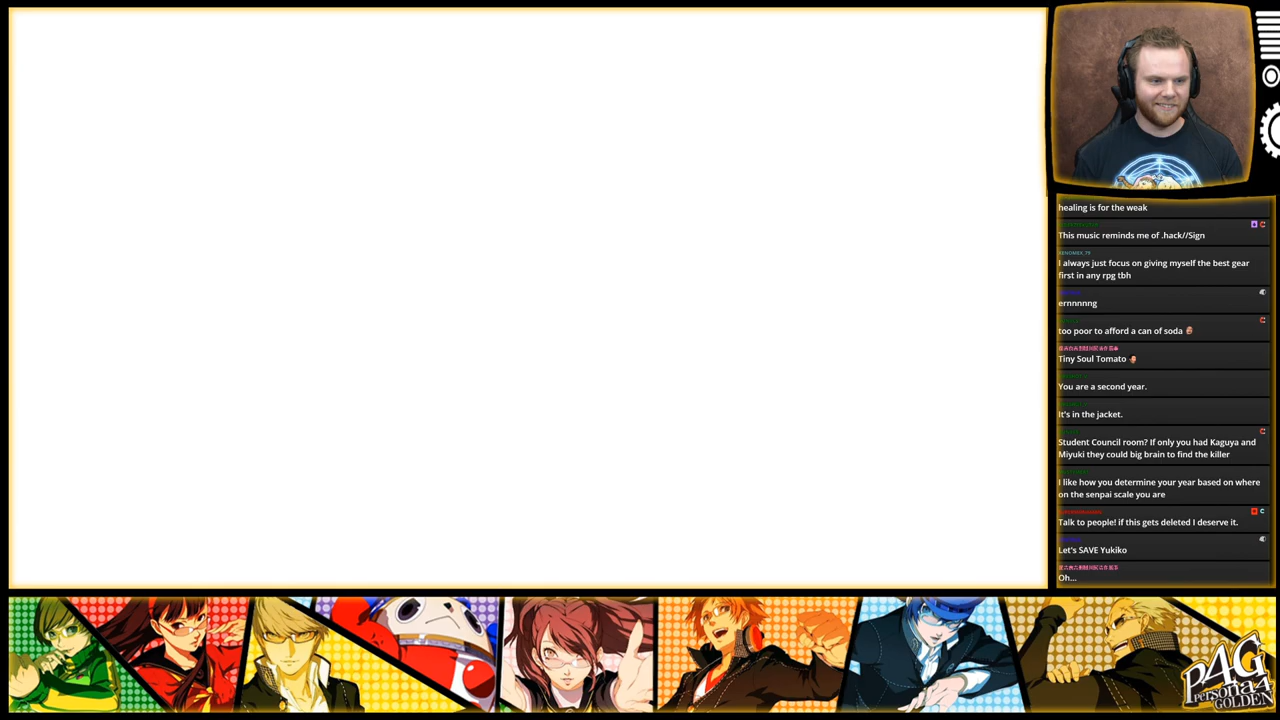 healing is for the weak
This music reminds me of .hack//Sign
I always just focus on giving myself the best gear
first in any rpg tbh
ernnnnng
too poor to afford a can of soda
Tiny Soul Tomato
You are a second year.
It's in the jacket.
Student Council room? If only you had Kaguya and
Miyuki they could big brain to find the killer
I like how you determine your year based on where
on the senpai scale you are
Talk to people! if this gets deleted I deserve it.
Let's SAVE Yukiko
Oh...
P4G
Persona4
GOLDEN